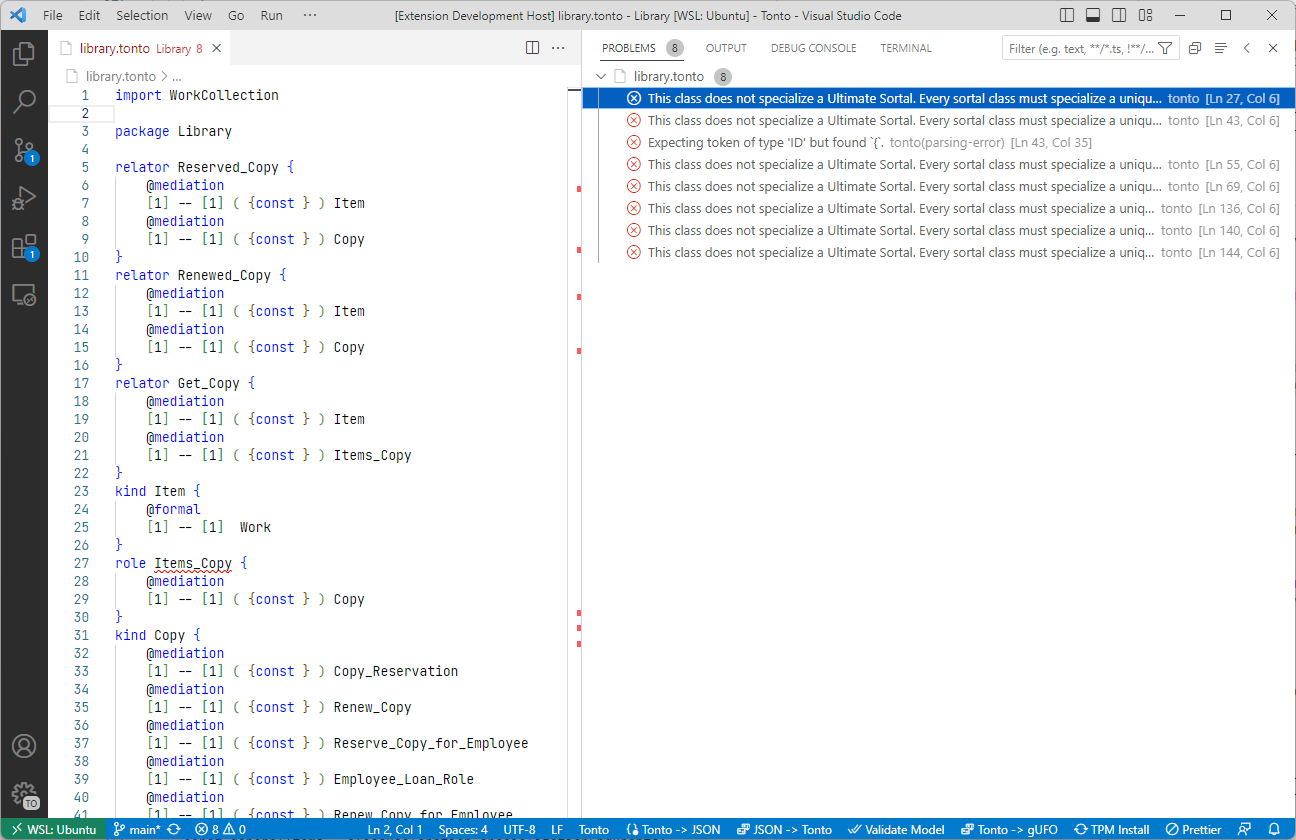 File Edit Selection View Go Run ··· [Extension Development Host] library.tonto - Library [WSL: Ubuntu] - Tonto - Visual Studio Code
library.tonto Library 8
library.tonto > ...
1 import WorkCollection
2
3 package Library
4
5 relator Reserved_Copy {
6 @mediation
7 [1] -- [1] ( {const } ) Item
8 @mediation
9 [1] -- [1] ( {const } ) Copy
10 }
11 relator Renewed_Copy {
12 @mediation
13 [1] -- [1] ( {const } ) Item
14 @mediation
15 [1] -- [1] ( {const } ) Copy
16 }
17 relator Get_Copy {
18 @mediation
19 [1] -- [1] ( {const } ) Item
20 @mediation
21 [1] -- [1] ( {const } ) Items_Copy
22 }
23 kind Item {
24 @formal
25 [1] -- [1] Work
26 }
27 role Items_Copy {
28 @mediation
29 [1] -- [1] ( {const } ) Copy
30 }
31 kind Copy {
32 @mediation
33 [1] -- [1] ( {const } ) Copy_Reservation
34 @mediation
35 [1] -- [1] ( {const } ) Renew_Copy
36 @mediation
37 [1] -- [1] ( {const } ) Reserve_Copy_for_Employee
38 @mediation
39 [1] -- [1] ( {const } ) Employee_Loan_Role
40 @mediation
41 [1] -- [1] ( {const } ) Renew_Copy_for_Employee
PROBLEMS 8 OUTPUT DEBUG CONSOLE TERMINAL Filter (e.g. text, **/*.ts, !**/...
library.tonto 8
This class does not specialize a Ultimate Sortal. Every sortal class must specialize a uniqu... tonto [Ln 27, Col 6]
This class does not specialize a Ultimate Sortal. Every sortal class must specialize a uniqu... tonto [Ln 43, Col 6]
Expecting token of type 'ID' but found `{`. tonto(parsing-error) [Ln 43, Col 35]
This class does not specialize a Ultimate Sortal. Every sortal class must specialize a uniqu... tonto [Ln 55, Col 6]
This class does not specialize a Ultimate Sortal. Every sortal class must specialize a uniqu... tonto [Ln 69, Col 6]
This class does not specialize a Ultimate Sortal. Every sortal class must specialize a uniq... tonto [Ln 136, Col 6]
This class does not specialize a Ultimate Sortal. Every sortal class must specialize a uniq... tonto [Ln 140, Col 6]
This class does not specialize a Ultimate Sortal. Every sortal class must specialize a uniq... tonto [Ln 144, Col 6]
1
1
TO
WSL: Ubuntu main* 8 0 Ln 2, Col 1 Spaces: 4 UTF-8 LF Tonto Tonto -> JSON JSON -> Tonto Validate Model Tonto -> gUFO TPM Install Prettier